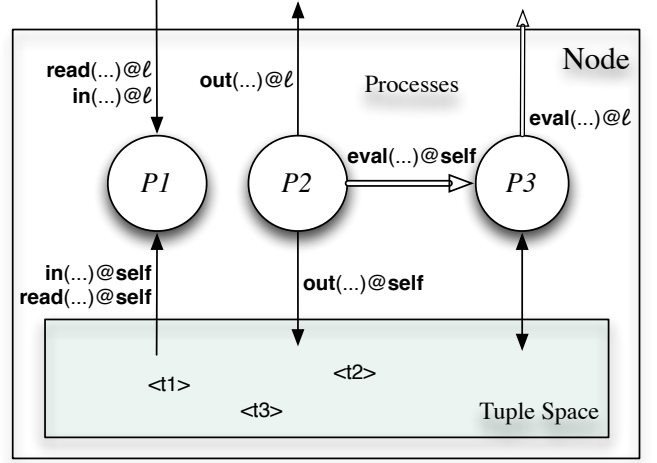 Node
read(...)@ℓ
in(...)@ℓ
out(...)@ℓ
Processes
eval(...)@ℓ
eval(...)@self
P1
P2
P3
in(...)@self
read(...)@self
out(...)@self
<t1>
<t2>
<t3>
Tuple Space